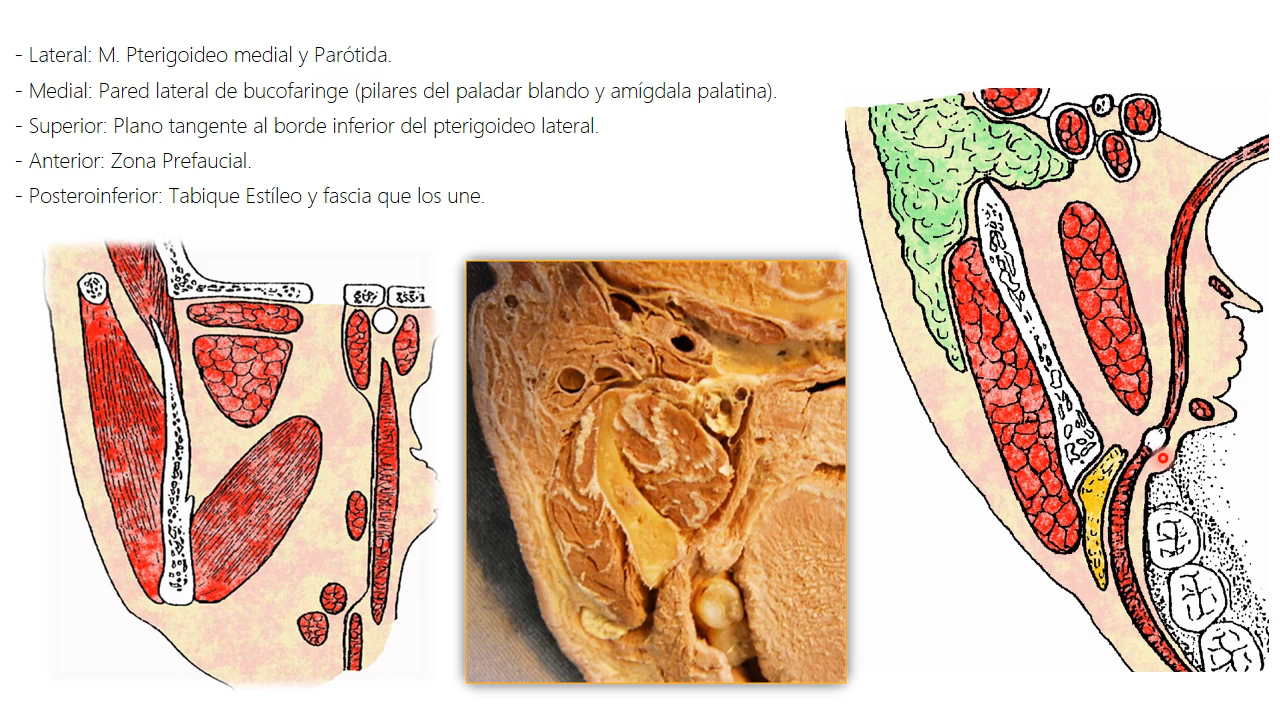 - Lateral: M. Pterigoideo medial y Parótida.
- Medial: Pared lateral de bucofaringe (pilares del paladar blando y amígdala palatina).
- Superior: Plano tangente al borde inferior del pterigoideo lateral.
- Anterior: Zona Prefaucial.
- Posteroinferior: Tabique Estíleo y fascia que los une.